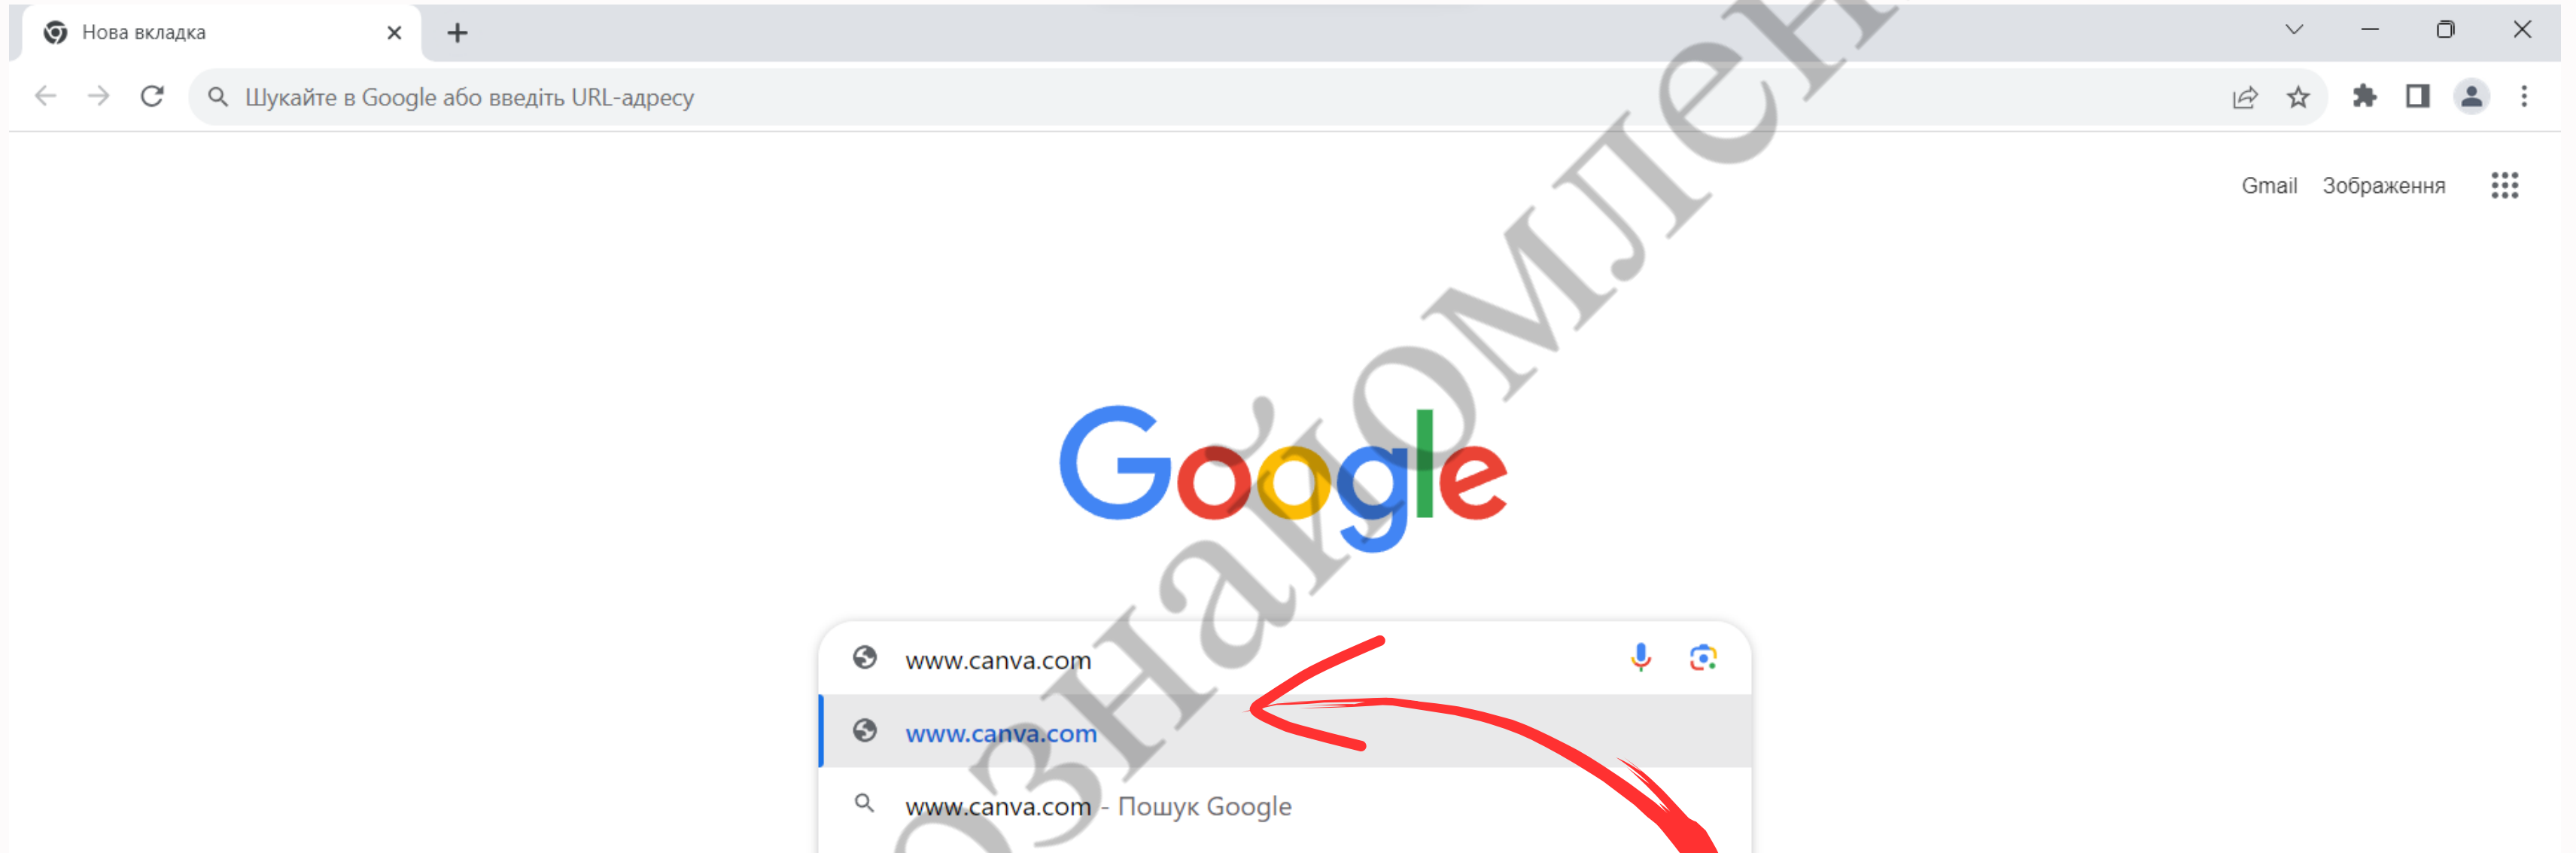 Нова вкладка
Шукайте в Google або введіть URL-адресу
Gmail Зображення
Google
www.canva.com
www.canva.com
www.canva.com - Пошук Google